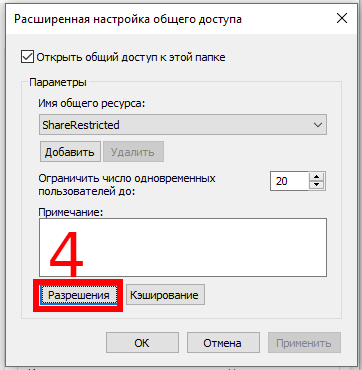 Расширенная настройка общего доступа
Открыть общий доступ к этой папке
Параметры
Имя общего ресурса:
ShareRestricted
Добавить Удалить
Ограничить число одновременных
пользователей до:
20
Примечание:
4
Разрешения Кэширование
OK Отмена Применить